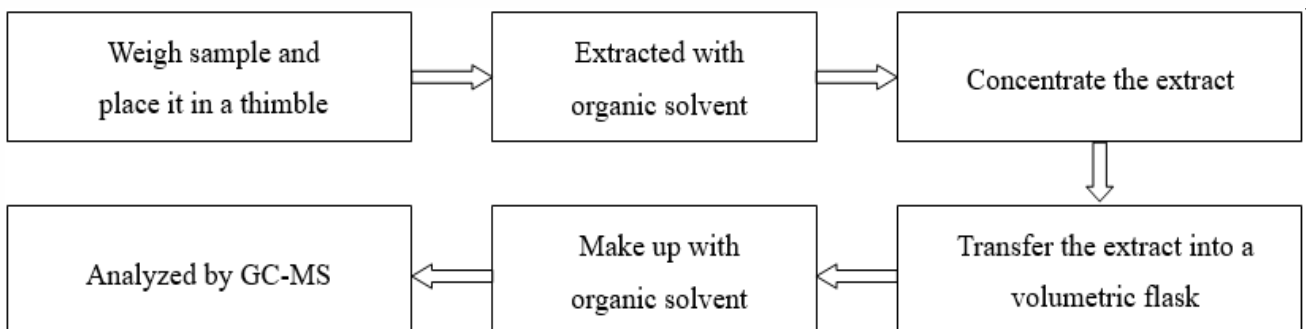 Weigh sample and
place it in a thimble
Extracted with
organic solvent
Concentrate the extract
Transfer the extract into a
volumetric flask
Make up with
organic solvent
Analyzed by GC-MS